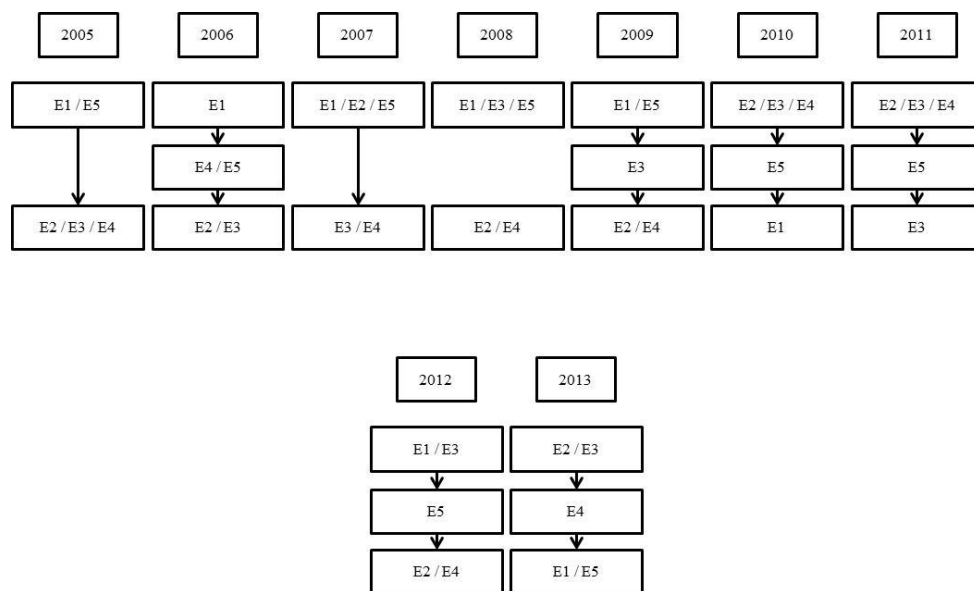 2005 2006 2007 2008 2009 2010 2011
E1 / E5 E1 E1 / E2 / E5 E1 / E3 / E5 E1 / E5 E2 / E3 / E4 E2 / E3 / E4
E4 / E5 E3 E5 E5
E2 / E3 / E4 E2 / E3 E3 / E4 E2 / E4 E2 / E4 E1 E3
2012 2013
E1 / E3 E2 / E3
E5 E4
E2 / E4 E1 / E5